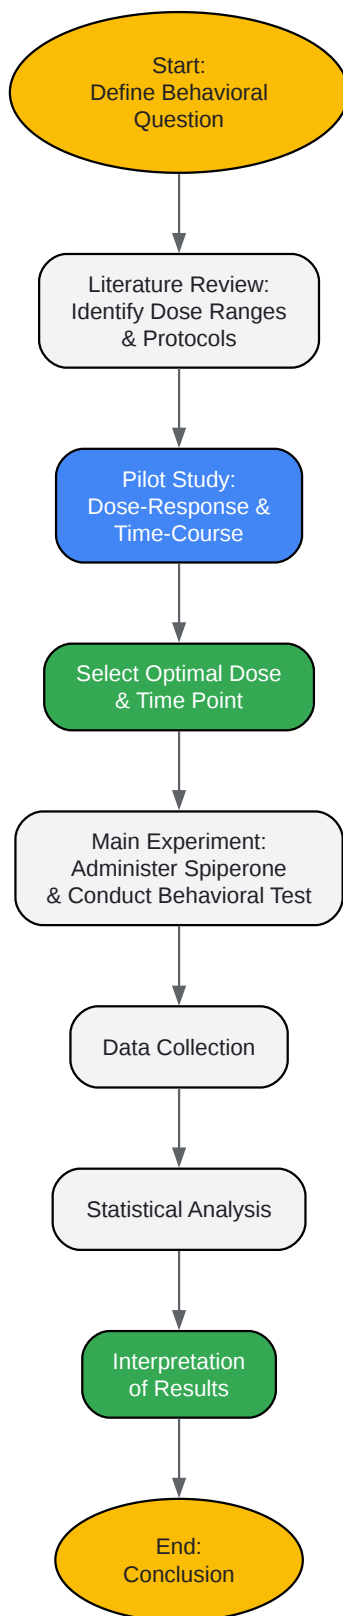 Start:
Define Behavioral
Question
Literature Review:
Identify Dose Ranges
& Protocols
Pilot Study:
Dose-Response &
Time-Course
Select Optimal Dose
& Time Point
Main Experiment:
Administer Spiperone
& Conduct Behavioral Test
Data Collection
Statistical Analysis
Interpretation
of Results
End:
Conclusion